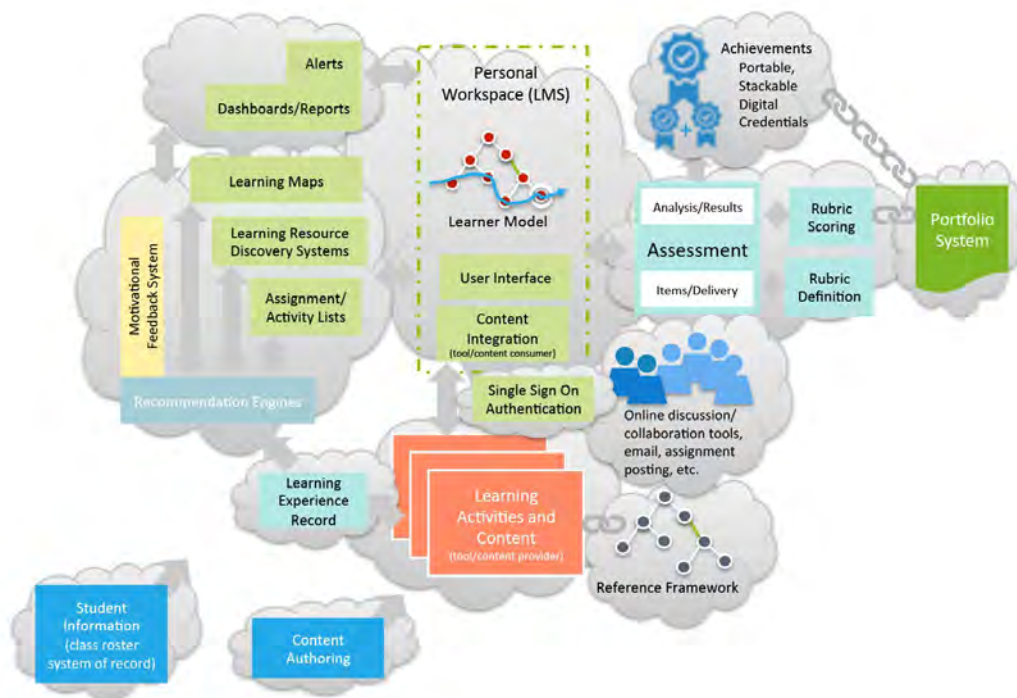 Alerts
Dashboards/Reports
Personal
Workspace (LMS)
Learner Model
User Interface
Content
Integration
(tool/content consumer)
Achievements
Portable,
Stackable
Digital
Credentials
Learning Maps
Learning Resource
Discovery Systems
Assignment/
Activity Lists
Motivational
Feedback System
Recommendation Engines
Analysis/Results
Assessment
Items/Delivery
Rubric
Scoring
Rubric
Definition
Portfolio
System
Single Sign On
Authentication
+
Online discussion/
collaboration tools,
email, assignment
posting, etc.
Learning
Experience
Record
Learning
Activities and
Content
(tool/content provider)
Reference Framework
Student
Information
(class roster
system of record)
Content
Authoring